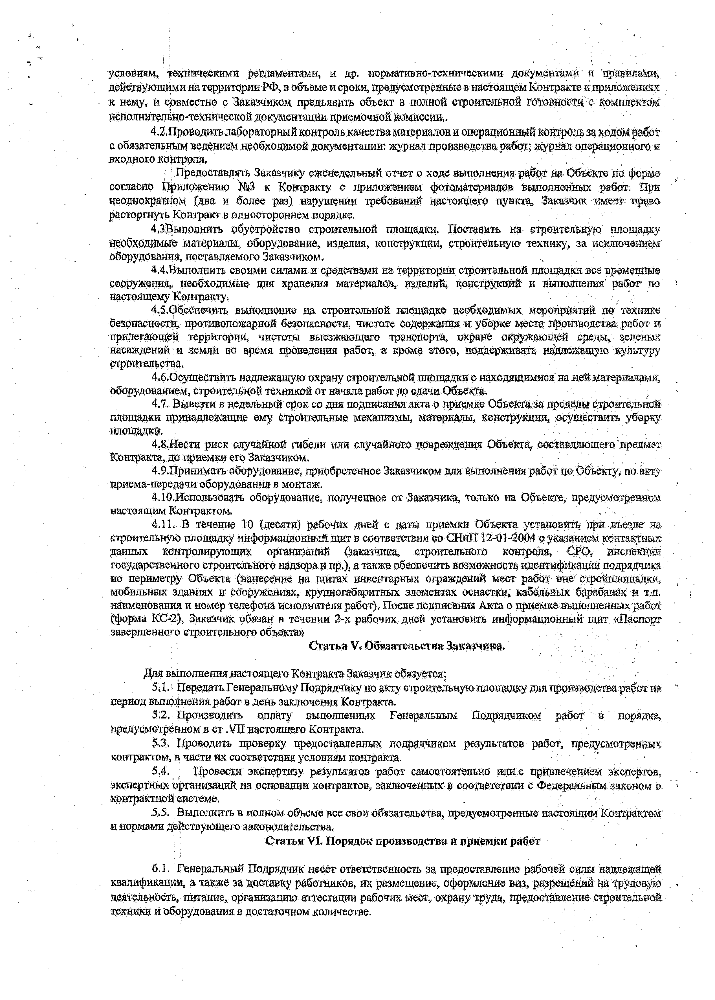 условиям, техническими регламентами, и др. нормативно-техническими документами и правилами,
действующими на территории РФ, в объеме и сроки, предусмотренные в настоящем Контракте и приложениях
к нему, и совместно с Заказчиком предъявить объект в полной строительной готовности с комплектом
исполнительно-технической документации приемочной комиссии..
4.2.Проводить лабораторный контроль качества материалов и операционный контроль за ходом работ
с обязательным ведением необходимой документации: журнал производства работ; журнал операционного и
входного контроля.
Предоставлять Заказчику еженедельный отчет о ходе выполнения работ на Объекте по форме
согласно Приложению №3 к Контракту с приложением фотоматериалов выполненных работ. При
неоднократном (два и более раз) нарушении требований настоящего пункта, Заказчик имеет право
расторгнуть Контракт в одностороннем порядке.
4.3Выполнить обустройство строительной площадки. Поставить на строительную площадку
необходимые материалы, оборудование, изделия, конструкции, строительную технику, за исключением
оборудования, поставляемого Заказчиком.
4.4.Выполнить своими силами и средствами на территории строительной площадки все временные
сооружения, необходимые для хранения материалов, изделий, конструкций и выполнения работ по
настоящему Контракту.
4.5.Обеспечить выполнение на строительной площадке необходимых мероприятий по технике
безопасности, противопожарной безопасности, чистоте содержания и уборке места производства работ и
прилегающей территории, чистоты выезжающего транспорта, охране окружающей среды, зеленых
насаждений и земли во время проведения работ, а кроме этого, поддерживать надлежащую культуру
строительства.
4.6.Осуществить надлежащую охрану строительной площадки с находящимися на ней материалами,
оборудованием, строительной техникой от начала работ до сдачи Объекта.
4.7. Вывезти в недельный срок со дня подписания акта о приемке Объекта за пределы строительной
площадки принадлежащие ему строительные механизмы, материалы, конструкции, осуществить уборку
площадки.
4.8.Нести риск случайной гибели или случайного повреждения Объекта, составляющего предмет
Контракта, до приемки его Заказчиком.
4.9.Принимать оборудование, приобретенное Заказчиком для выполнения работ по Объекту, по акту
приема-передачи оборудования в монтаж.
4.10.Использовать оборудование, полученное от Заказчика, только на Объекте, предусмотренном
настоящим Контрактом.
4.11. В течение 10 (десяти) рабочих дней с даты приемки Объекта установить при въезде на
строительную площадку информационный щит в соответствии со СНиП 12-01-2004 с указанием контактных
данных контролирующих организаций (заказчика, строительного контроля, СРО, инспекции
государственного строительного надзора и пр.), а также обеспечить возможность идентификации подрядчика
по периметру Объекта (нанесение на щитах инвентарных ограждений мест работ вне стройплощадки,
мобильных зданиях и сооружениях, крупногабаритных элементах оснастки, кабельных барабанах и т.п.
наименования и номер телефона исполнителя работ). После подписания Акта о приемке выполненных работ
(форма КС-2), Заказчик обязан в течении 2-х рабочих дней установить информационный щит «Паспорт
завершенного строительного объекта»
Статья V. Обязательства Заказчика.
Для выполнения настоящего Контракта Заказчик обязуется:
5.1. Передать Генеральному Подрядчику по акту строительную площадку для производства работ на
период выполнения работ в день заключения Контракта.
5.2. Производить оплату выполненных Генеральным Подрядчиком работ в порядке,
предусмотренном в ст .VII настоящего Контракта.
5.3. Проводить проверку предоставленных подрядчиком результатов работ, предусмотренных
контрактом, в части их соответствия условиям контракта.
5.4. Провести экспертизу результатов работ самостоятельно или с привлечением экспертов,
экспертных организаций на основании контрактов, заключенных в соответствии с Федеральным законом о
контрактной системе.
5.5. Выполнить в полном объеме все свои обязательства, предусмотренные настоящим Контрактом
и нормами действующего законодательства.
Статья VI. Порядок производства и приемки работ
6.1. Генеральный Подрядчик несет ответственность за предоставление рабочей силы надлежащей
квалификации, а также за доставку работников, их размещение, оформление виз, разрешений на трудовую
деятельность, питание, организацию аттестации рабочих мест, охрану труда, предоставление строительной
техники и оборудования в достаточном количестве.